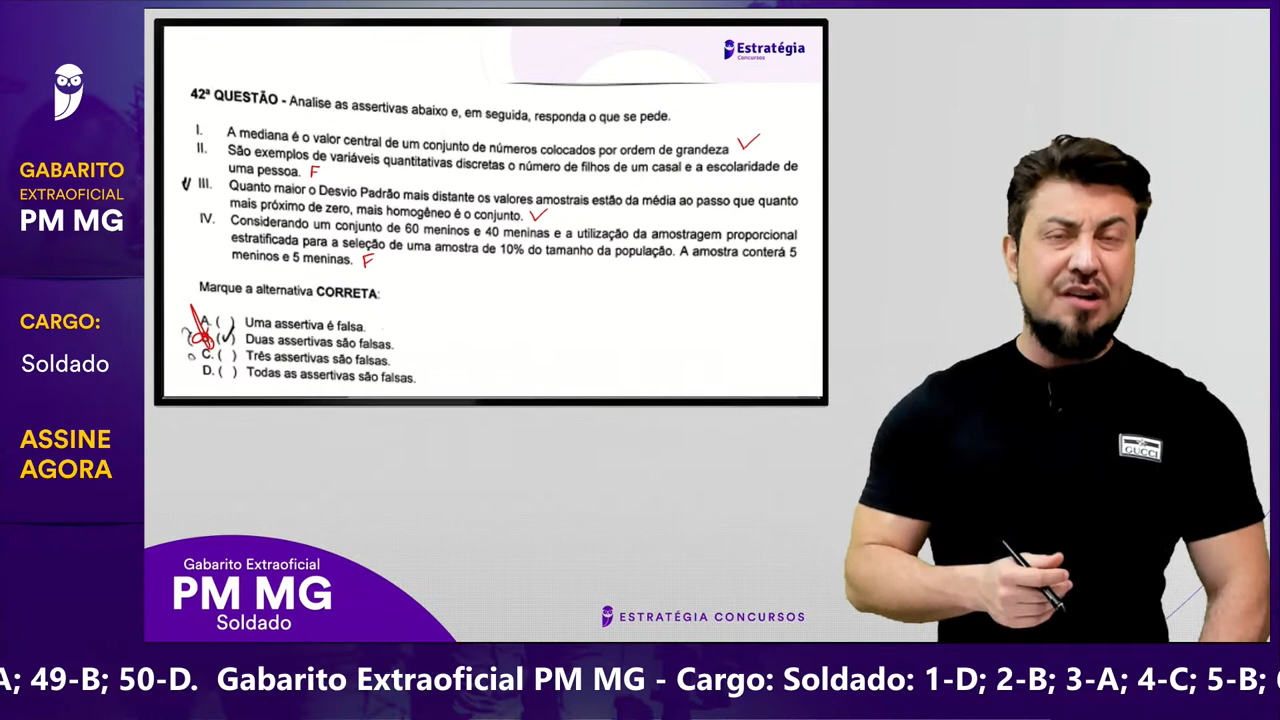 GABARITO
EXTRAOFICIAL
PM MG
CARGO:
Soldado
ASSINE
AGORA
Estratégia
Concursos
42ª QUESTÃO - Analise as assertivas abaixo e, em seguida, responda o que se pede.
I. A mediana é o valor central de um conjunto de números colocados por ordem de grandeza
II. São exemplos de variáveis quantitativas discretas o número de filhos de um casal e a escolaridade de
uma pessoa. F
III. Quanto maior o Desvio Padrão mais distante os valores amostrais estão da média ao passo que quanto
mais próximo de zero, mais homogêneo é o conjunto.
IV. Considerando um conjunto de 60 meninos e 40 meninas e a utilização da amostragem proporcional
estratificada para a seleção de uma amostra de 10% do tamanho da população. A amostra conterá 5
meninos e 5 meninas. F
Marque a alternativa CORRETA:
A. ( ) Uma assertiva é falsa.
( ) Duas assertivas são falsas.
C. ( ) Três assertivas são falsas.
D. ( ) Todas as assertivas são falsas.
GUCCI
Gabarito Extraoficial
PM MG
Soldado
ESTRATÉGIA CONCURSOS
A; 49-B; 50-D. Gabarito Extraoficial PM MG - Cargo: Soldado: 1-D; 2-B; 3-A; 4-C; 5-B;